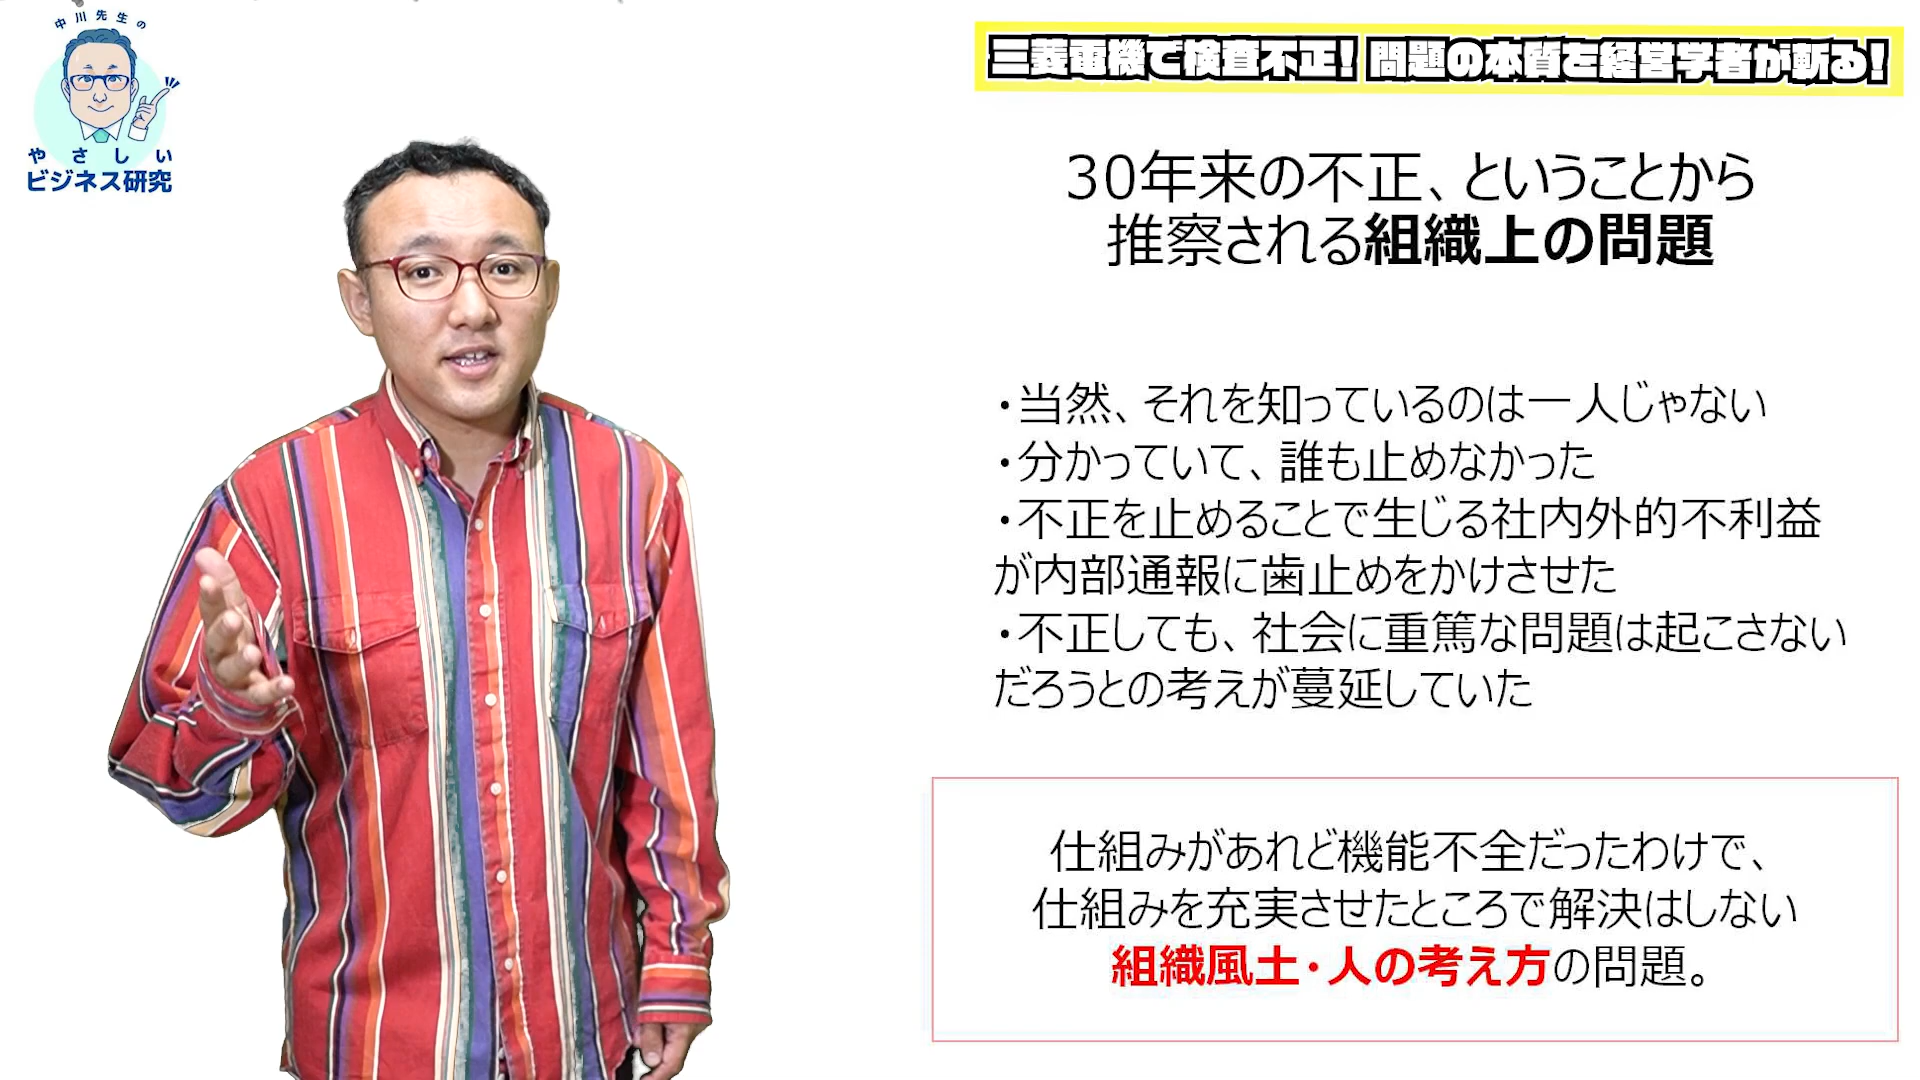 中川先生の
やさしい
ビジネス研究
三菱電機で検査不正！問題の本質を経営学者が斬る！
30年来の不正、ということから
推察される組織上の問題
・当然、それを知っているのは一人じゃない
・分かっていて、誰も止めなかった
・不正を止めることで生じる社内外的不利益
が内部通報に歯止めをかけさせた
・不正しても、社会に重篤な問題は起こさない
だろうとの考えが蔓延していた
仕組みがあれど機能不全だったわけで、
仕組みを充実させたところで解決はしない
組織風土・人の考え方の問題。